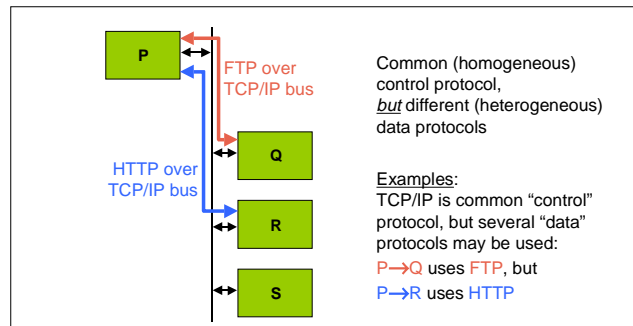 P
FTP over
TCP/IP bus
Q
HTTP over
TCP/IP bus
R
S
Common (homogeneous)
control protocol,
but different (heterogeneous)
data protocols
Examples:
TCP/IP is common “control”
protocol, but several “data”
protocols may be used:
P→Q uses FTP, but
P→R uses HTTP